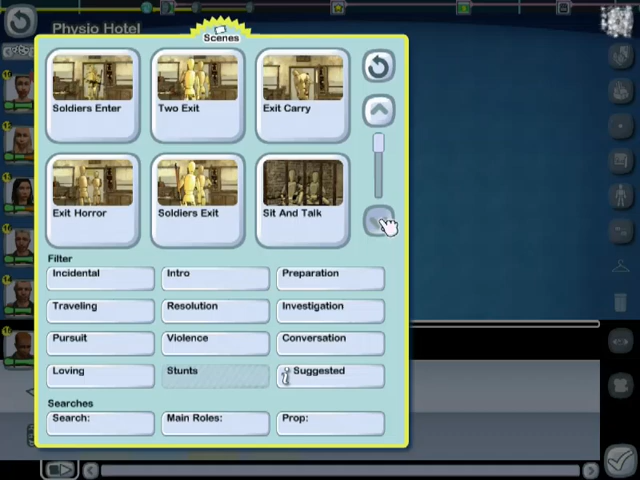 Physio Hotel
Scenes
Soldiers Enter
Two Exit
Exit Carry
Exit Horror
Soldiers Exit
Sit And Talk
Filter
Incidental
Intro
Preparation
Traveling
Resolution
Investigation
Pursuit
Violence
Conversation
Loving
Stunts
Suggested
Searches
Search:
Main Roles:
Prop: